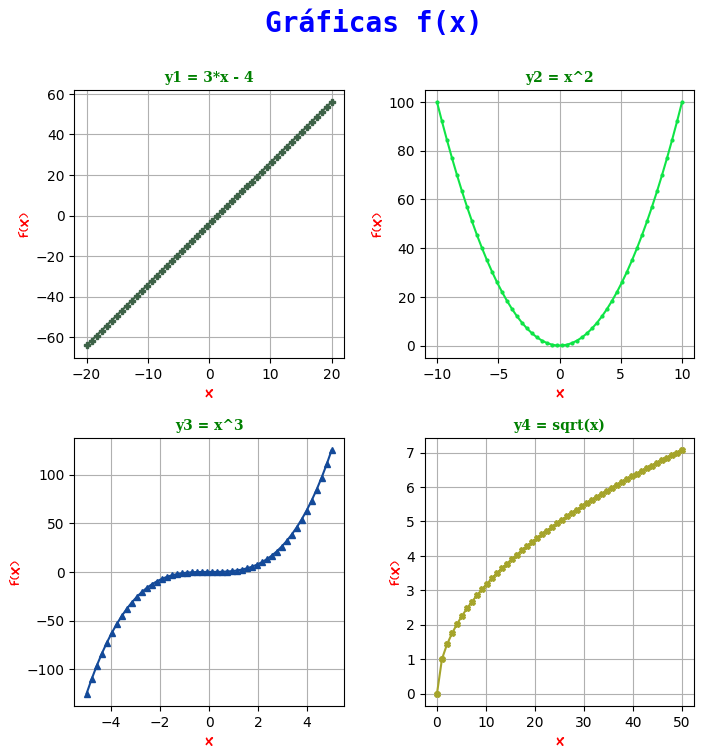 Gráficas f(x)
y1 = 3*x - 4
60
40
20
0
−20
−40
−60
f(x)
−20 −10 0 10 20
x
y2 = x^2
100
80
60
40
20
0
f(x)
−10 −5 0 5 10
x
y3 = x^3
100
50
0
−50
−100
f(x)
−4 −2 0 2 4
x
y4 = sqrt(x)
7
6
5
4
3
2
1
0
f(x)
0 10 20 30 40 50
x